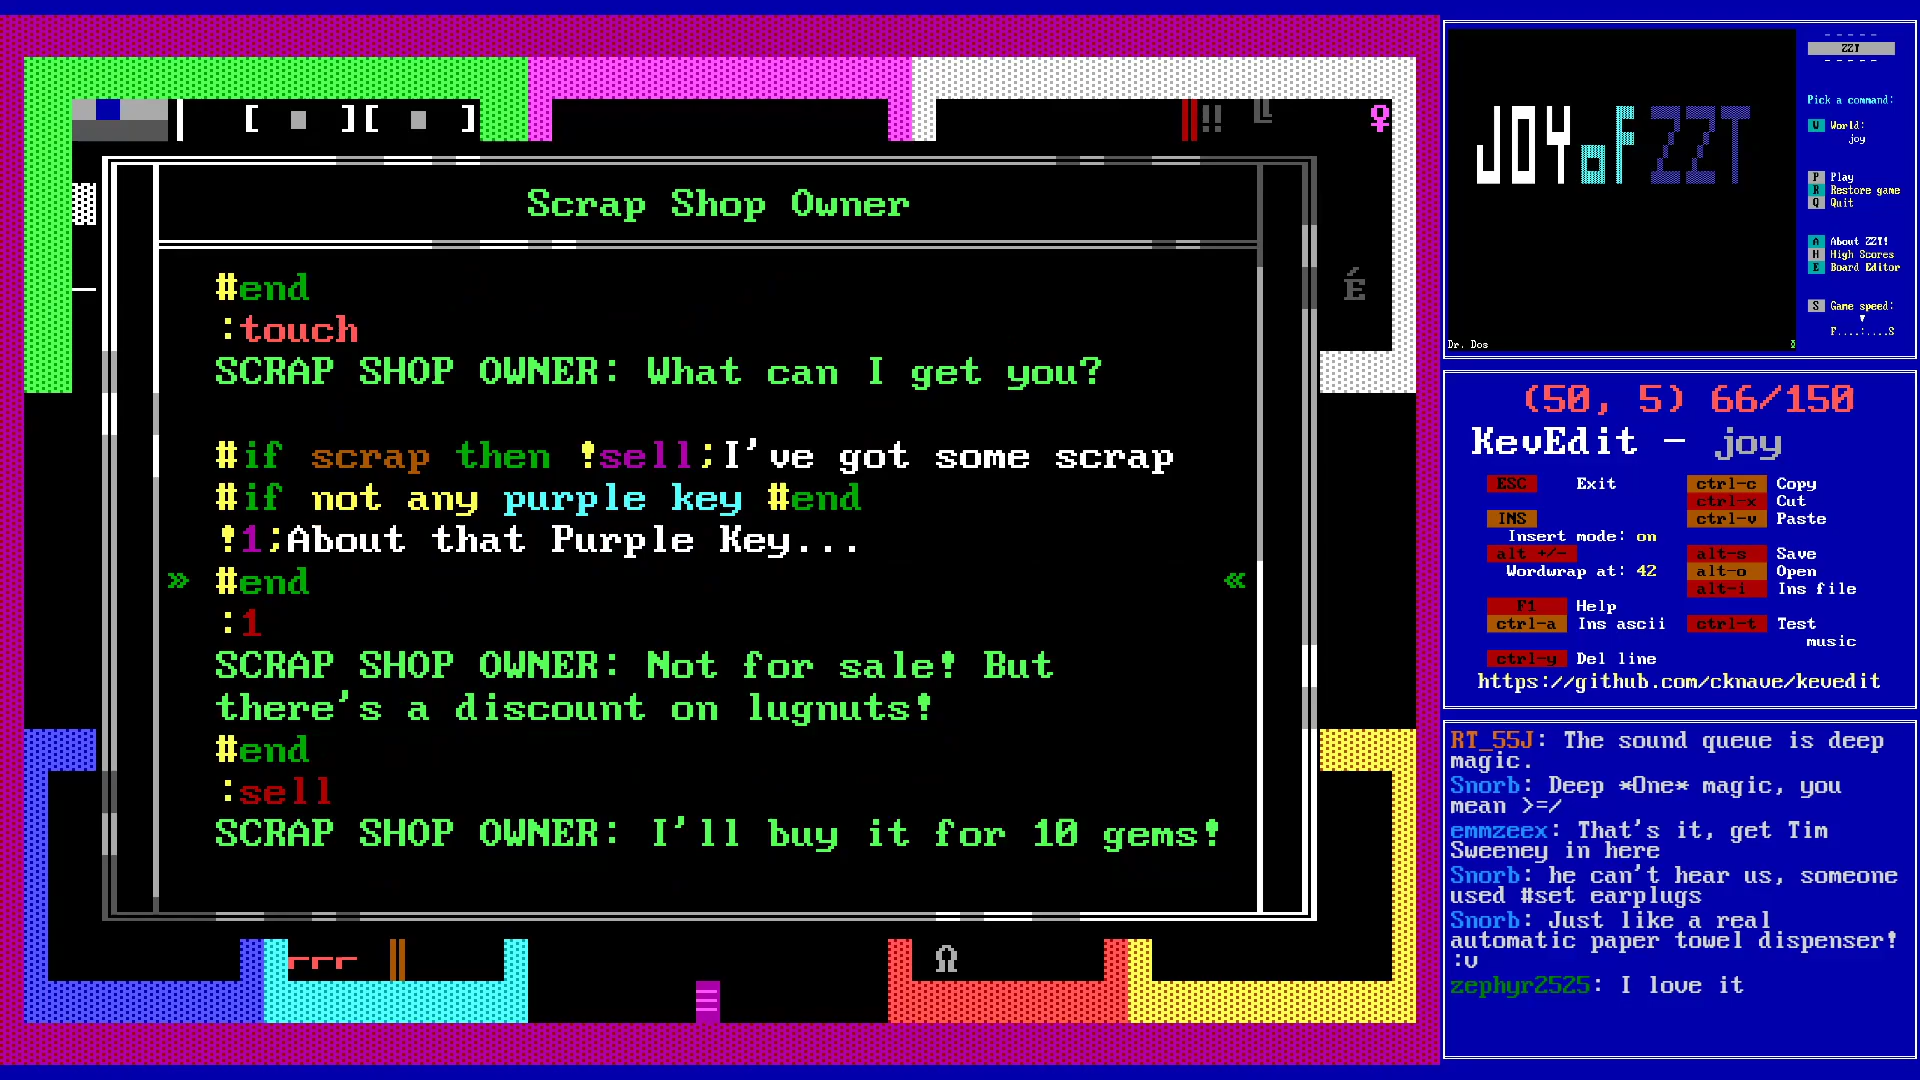 Scrap Shop Owner
#end
:touch
SCRAP SHOP OWNER: What can I get you?
#if scrap then !sell;I've got some scrap
#if not any purple key #end
!1;About that Purple Key...
» #end «
:1
SCRAP SHOP OWNER: Not for sale! But
there's a discount on lugnuts!
#end
:sell
SCRAP SHOP OWNER: I'll buy it for 10 gems!
JOY oF ZZT
Dr. Dos
- - - - -
ZZT
- - - - -
Pick a command:
W World:
joy
P Play
R Restore game
Q Quit
A About ZZT!
H High Scores
E Board Editor
S Game speed:
F....:....S
(50, 5) 66/150
KevEdit - joy
ESC Exit
INS
Insert mode: on
alt +/-
Wordwrap at: 42
F1 Help
ctrl-a Ins ascii
ctrl-y Del line
ctrl-c Copy
ctrl-x Cut
ctrl-v Paste
alt-s Save
alt-o Open
alt-i Ins file
ctrl-t Test
music
https://github.com/cknave/kevedit
RT_55J: The sound queue is deep
magic.
Snorb: Deep *One* magic, you
mean >=/
emmzeex: That's it, get Tim
Sweeney in here
Snorb: he can't hear us, someone
used #set earplugs
Snorb: Just like a real
automatic paper towel dispenser!
:v
zephyr2525: I love it